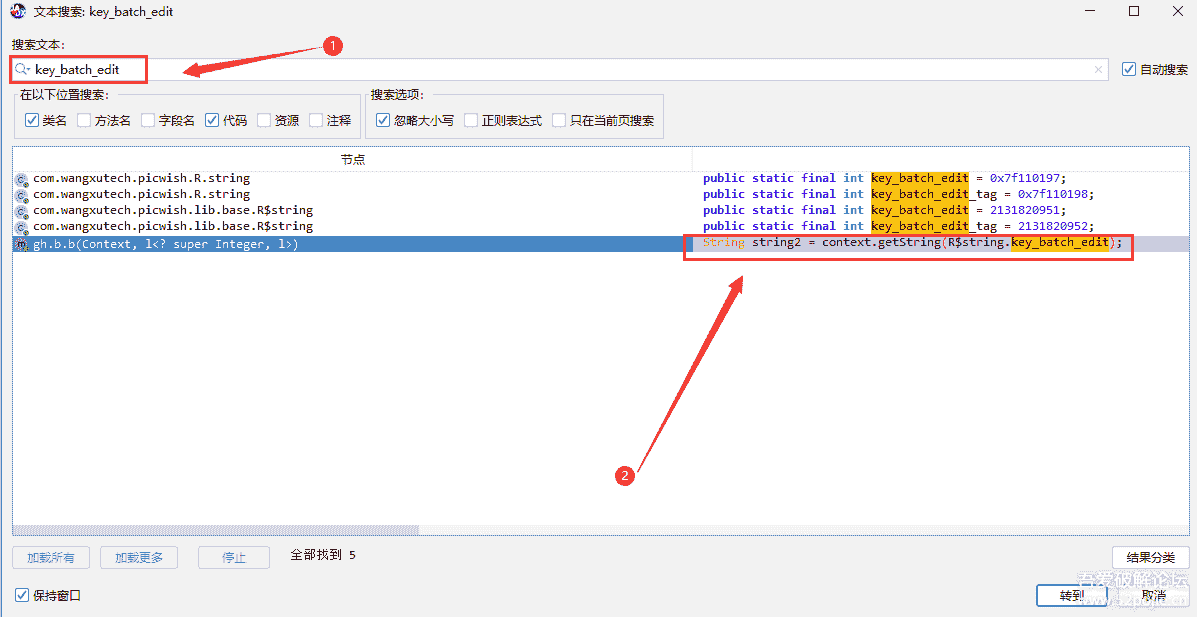 文本搜索: key_batch_edit
搜索文本:
1
key_batch_edit
自动搜索
在以下位置搜索:
搜索选项:
类名 方法名 字段名 代码 资源 注释
忽略大小写 正则表达式 只在当前页搜索
节点
com.wangxutech.picwish.R.string public static final int key_batch_edit = 0x7f110197;
com.wangxutech.picwish.R.string public static final int key_batch_edit_tag = 0x7f110198;
com.wangxutech.picwish.lib.base.R$string public static final int key_batch_edit = 2131820951;
com.wangxutech.picwish.lib.base.R$string public static final int key_batch_edit_tag = 2131820952;
gh.b.b(Context, l<? super Integer, l>) String string2 = context.getString(R$string.key_batch_edit);
2
加载所有 加载更多 停止 全部找到 5
结果分类
吾爱破解论坛
保持窗口
转到 取消